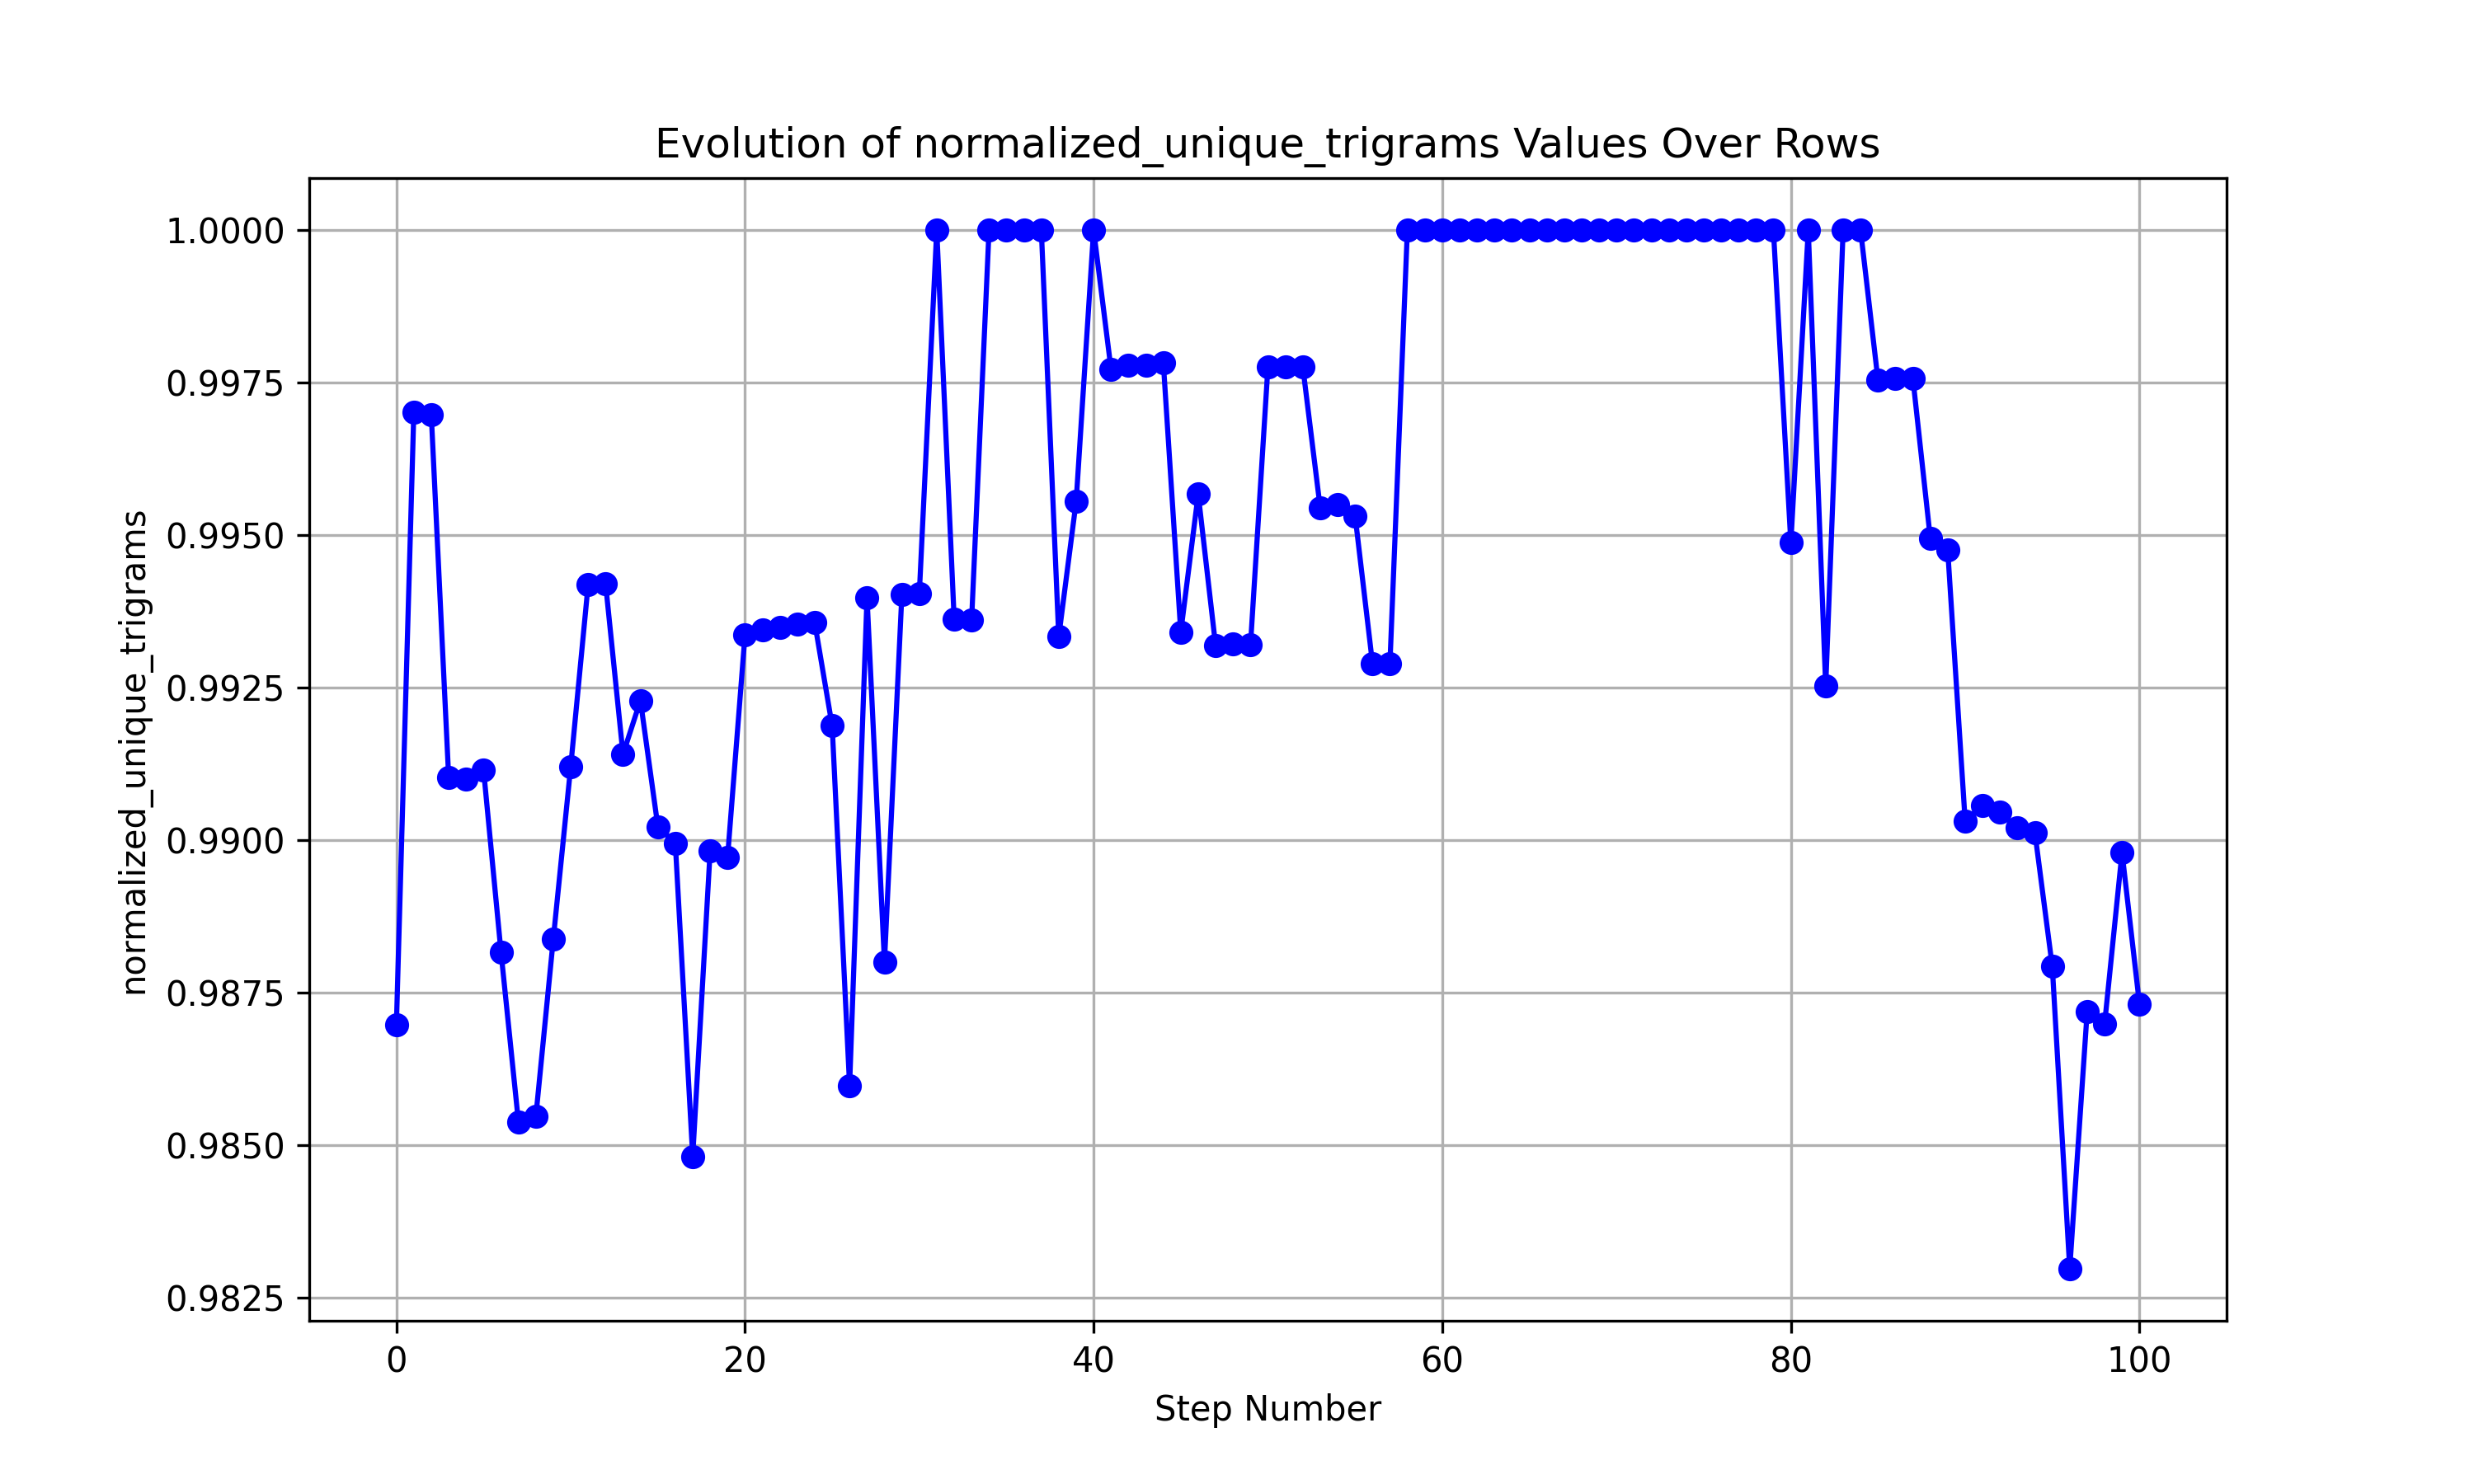 Evolution of normalized_unique_trigrams Values Over Rows
1.0000
0.9975
0.9950
0.9925
0.9900
0.9875
0.9850
0.9825
normalized_unique_trigrams
0 20 40 60 80 100
Step Number